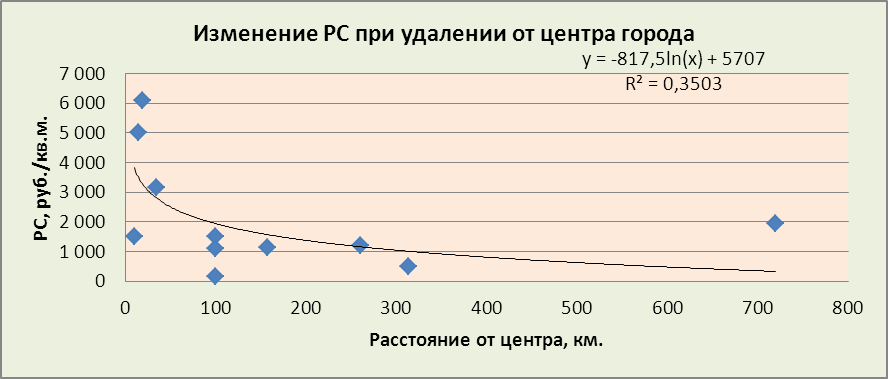 Изменение РС при удалении от центра города
y = -817,5ln(x) + 5707
R² = 0,3503
РС, руб./кв.м.
7 000
6 000
5 000
4 000
3 000
2 000
1 000
0
0 100 200 300 400 500 600 700 800
Расстояние от центра, км.